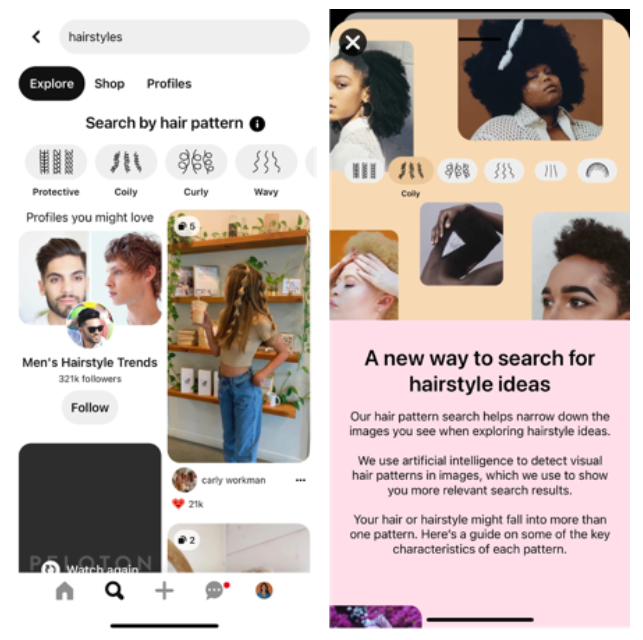 hairstyles
Explore Shop Profiles
Search by hair pattern i
Protective Coily Curly Wavy
Profiles you might love
Men's Hairstyle Trends
321k followers
Follow
PELOTON
Watch again
5
carly workman ...
21k
2
Coily
A new way to search for
hairstyle ideas
Our hair pattern search helps narrow down the
images you see when exploring hairstyle ideas.
We use artificial intelligence to detect visual
hair patterns in images, which we use to show
you more relevant search results.
Your hair or hairstyle might fall into more than
one pattern. Here's a guide on some of the key
characteristics of each pattern.